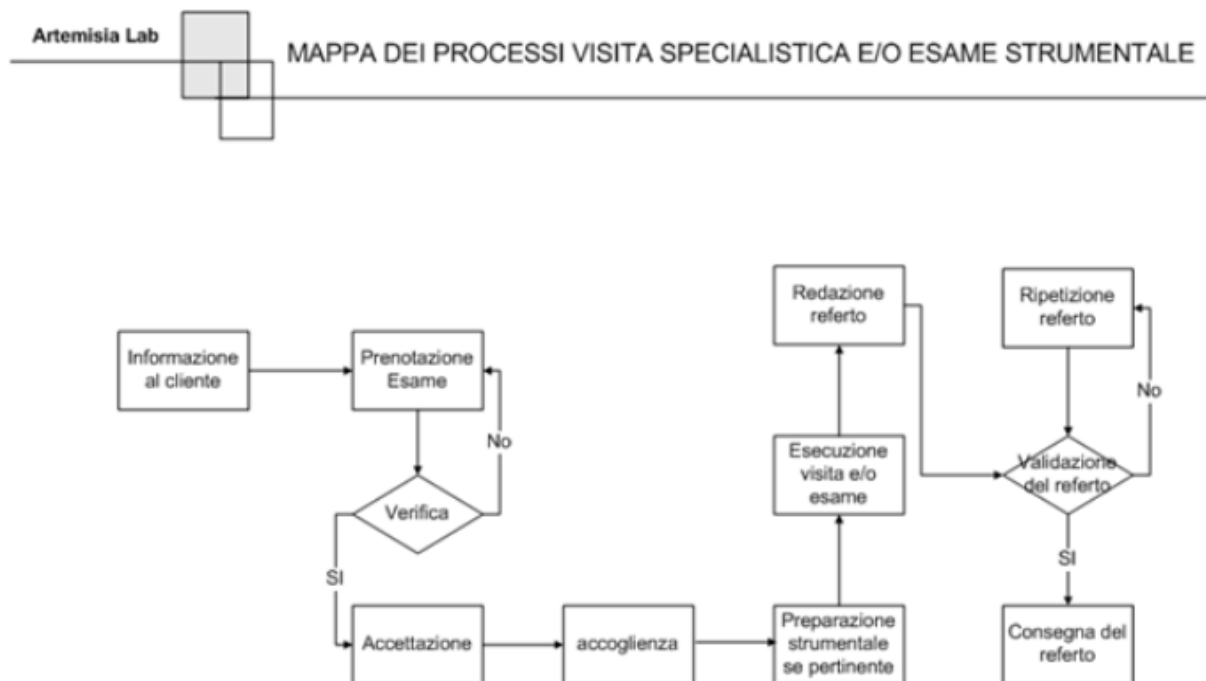 Artemisia Lab
MAPPA DEI PROCESSI VISITA SPECIALISTICA E/O ESAME STRUMENTALE
Informazione
al cliente
Prenotazione
Esame
No
Verifica
SI
Accettazione
accoglienza
Preparazione
strumentale
se pertinente
Esecuzione
visita e/o
esame
Redazione
referto
Ripetizione
referto
No
Validazione
del referto
SI
Consegna del
referto